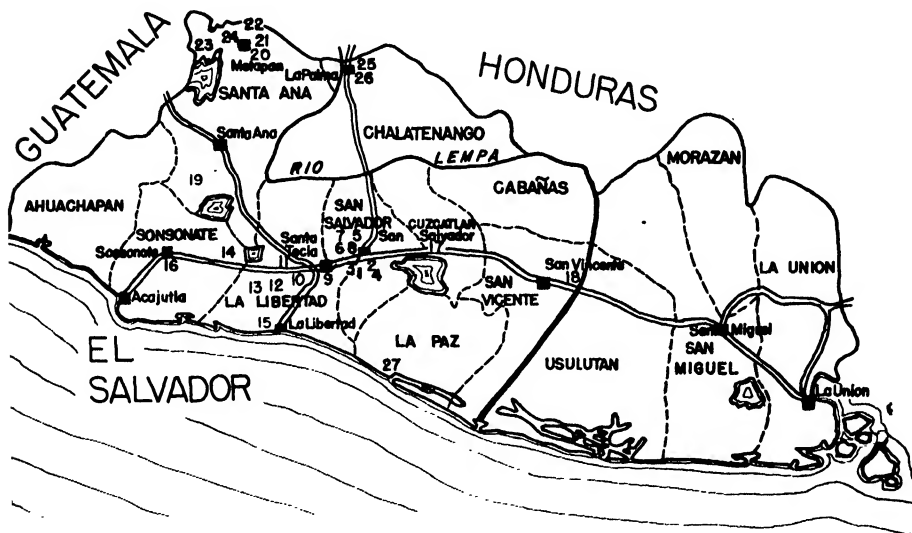 GUATEMALA
HONDURAS
22
24 21
23 20
Metapan
SANTA ANA
La Palma
25
26
CHALATENANGO
MORAZAN
Santa Ana
RIO LEMPA
CABAÑAS
19
AHUACHAPAN
SONSONATE
Sonsonate
16
14
SAN
SALVADOR
7 5
6 8
San Salvador
CUZCATLAN
17
Santa
Tecla
11
10 9
3 1 2 4
13 12
LA LIBERTAD
Acajutla
15
La Libertad
SAN
VICENTE
San Vincente
18
LA UNION
San Miguel
SAN
MIGUEL
LA PAZ
27
USULUTAN
La Union
EL
SALVADOR